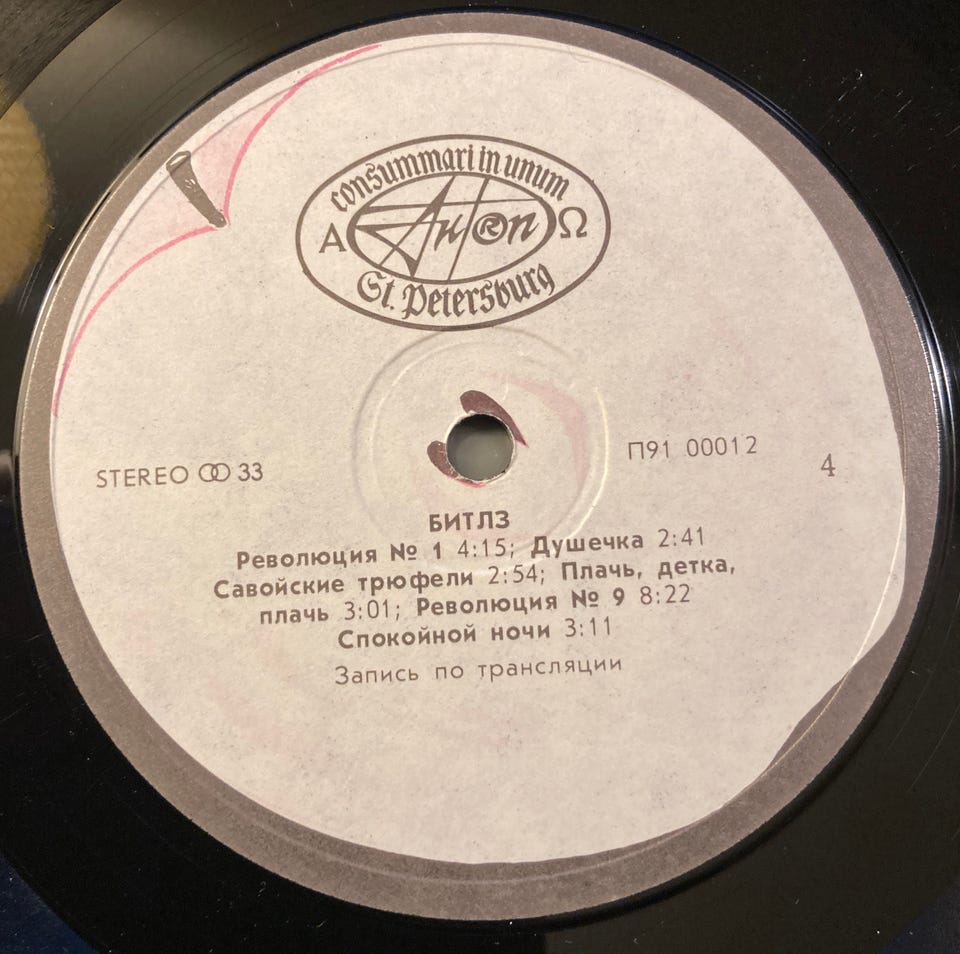 consummari in unum
Α АнTRоп Ω
St. Petersburg
STEREO 33
П91 00012
4
БИТЛЗ
Революция № 1 4:15; Душечка 2:41
Савойские трюфели 2:54; Плачь, детка,
плачь 3:01; Революция № 9 8:22
Спокойной ночи 3:11
Запись по трансляции